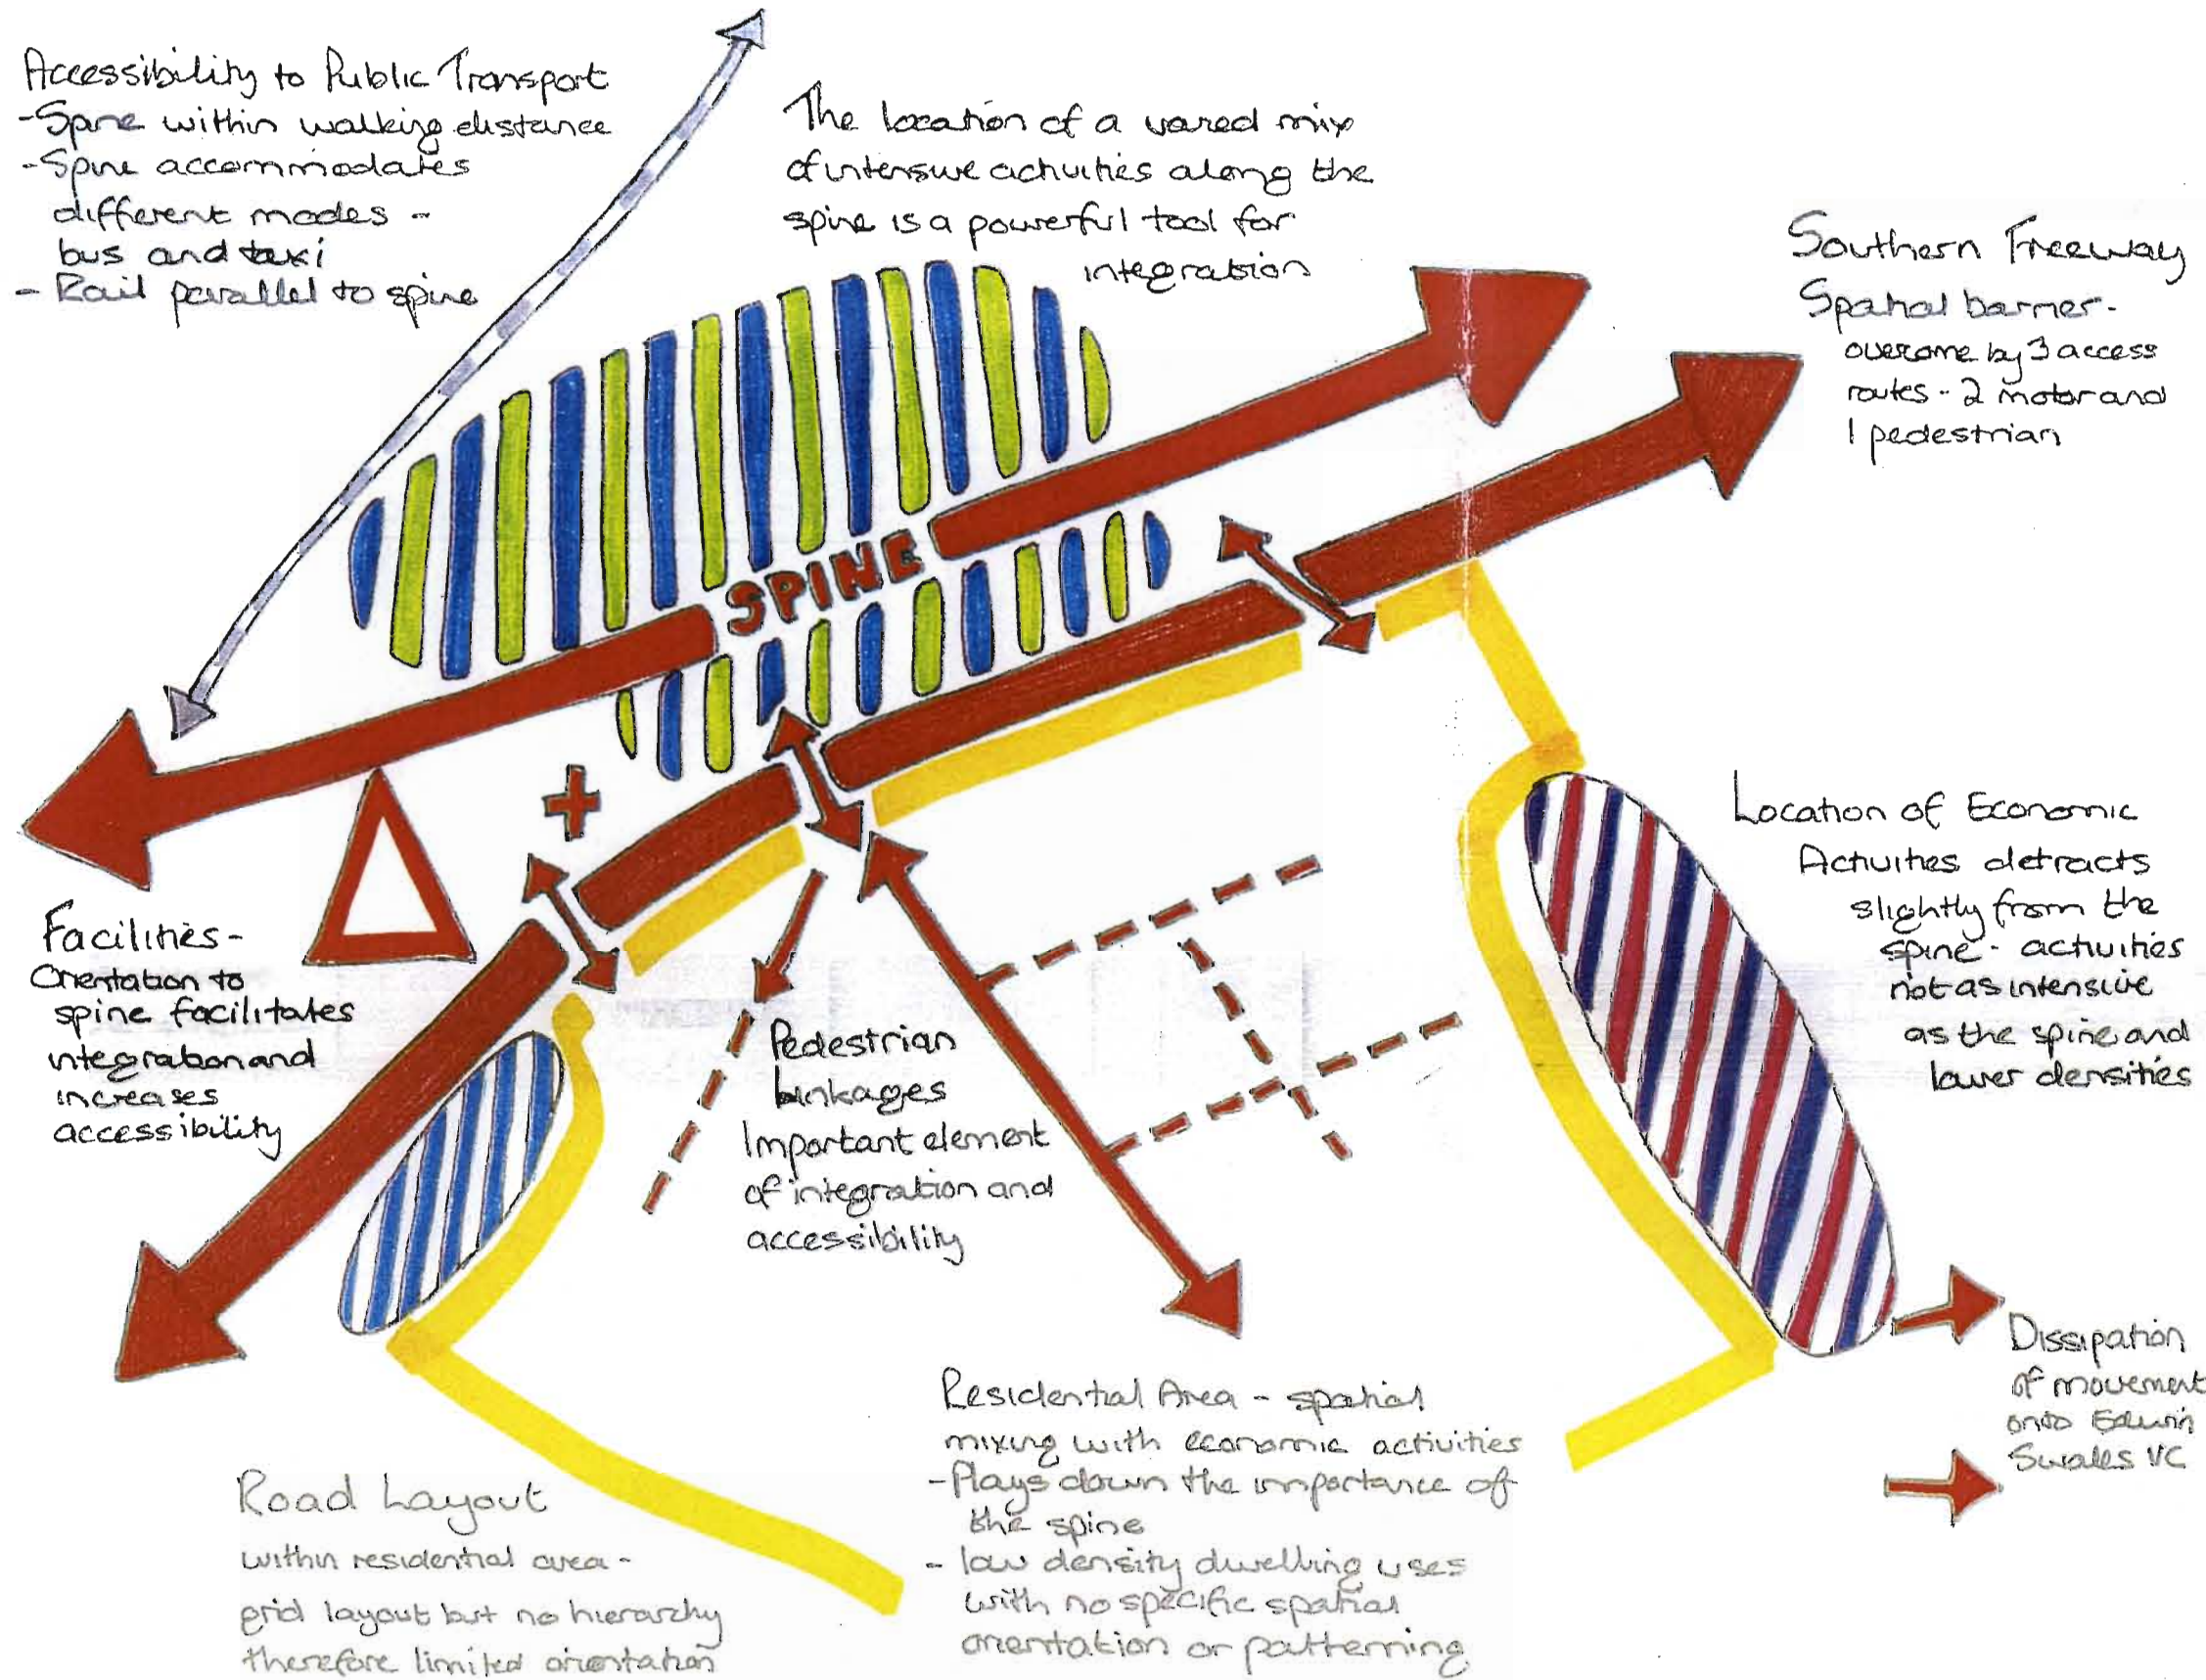 Accessibility to Public Transport
-Spine within walking distance
-Spine accommodates
different modes -
bus and taxi
- Rail parallel to spine
The location of a vared mix
of intensive activities along the
spine is a powerful tool for
integration
Southern Freeway
Spatial barrier-
overcome by 3 access
routes - 2 motor and
1 pedestrian
SPINE
+
Location of Economic
Activities detracts
slightly from the
spine - activities
not as intensive
as the spine and
lower densities
Facilities-
Orientation to
spine facilitates
integration and
increases
accessibility
Pedestrian
Linkages
Important element
of integration and
accessibility
Dissipation
of movement
onto Edwin
Swales VC
Residential Area - spatial
mixing with economic activities
-Plays down the importance of
the spine
- low density dwelling uses
with no specific spatial
orientation or patterning
Road Layout
within residential area-
grid layout but no hierarchy
therefore limited orientation